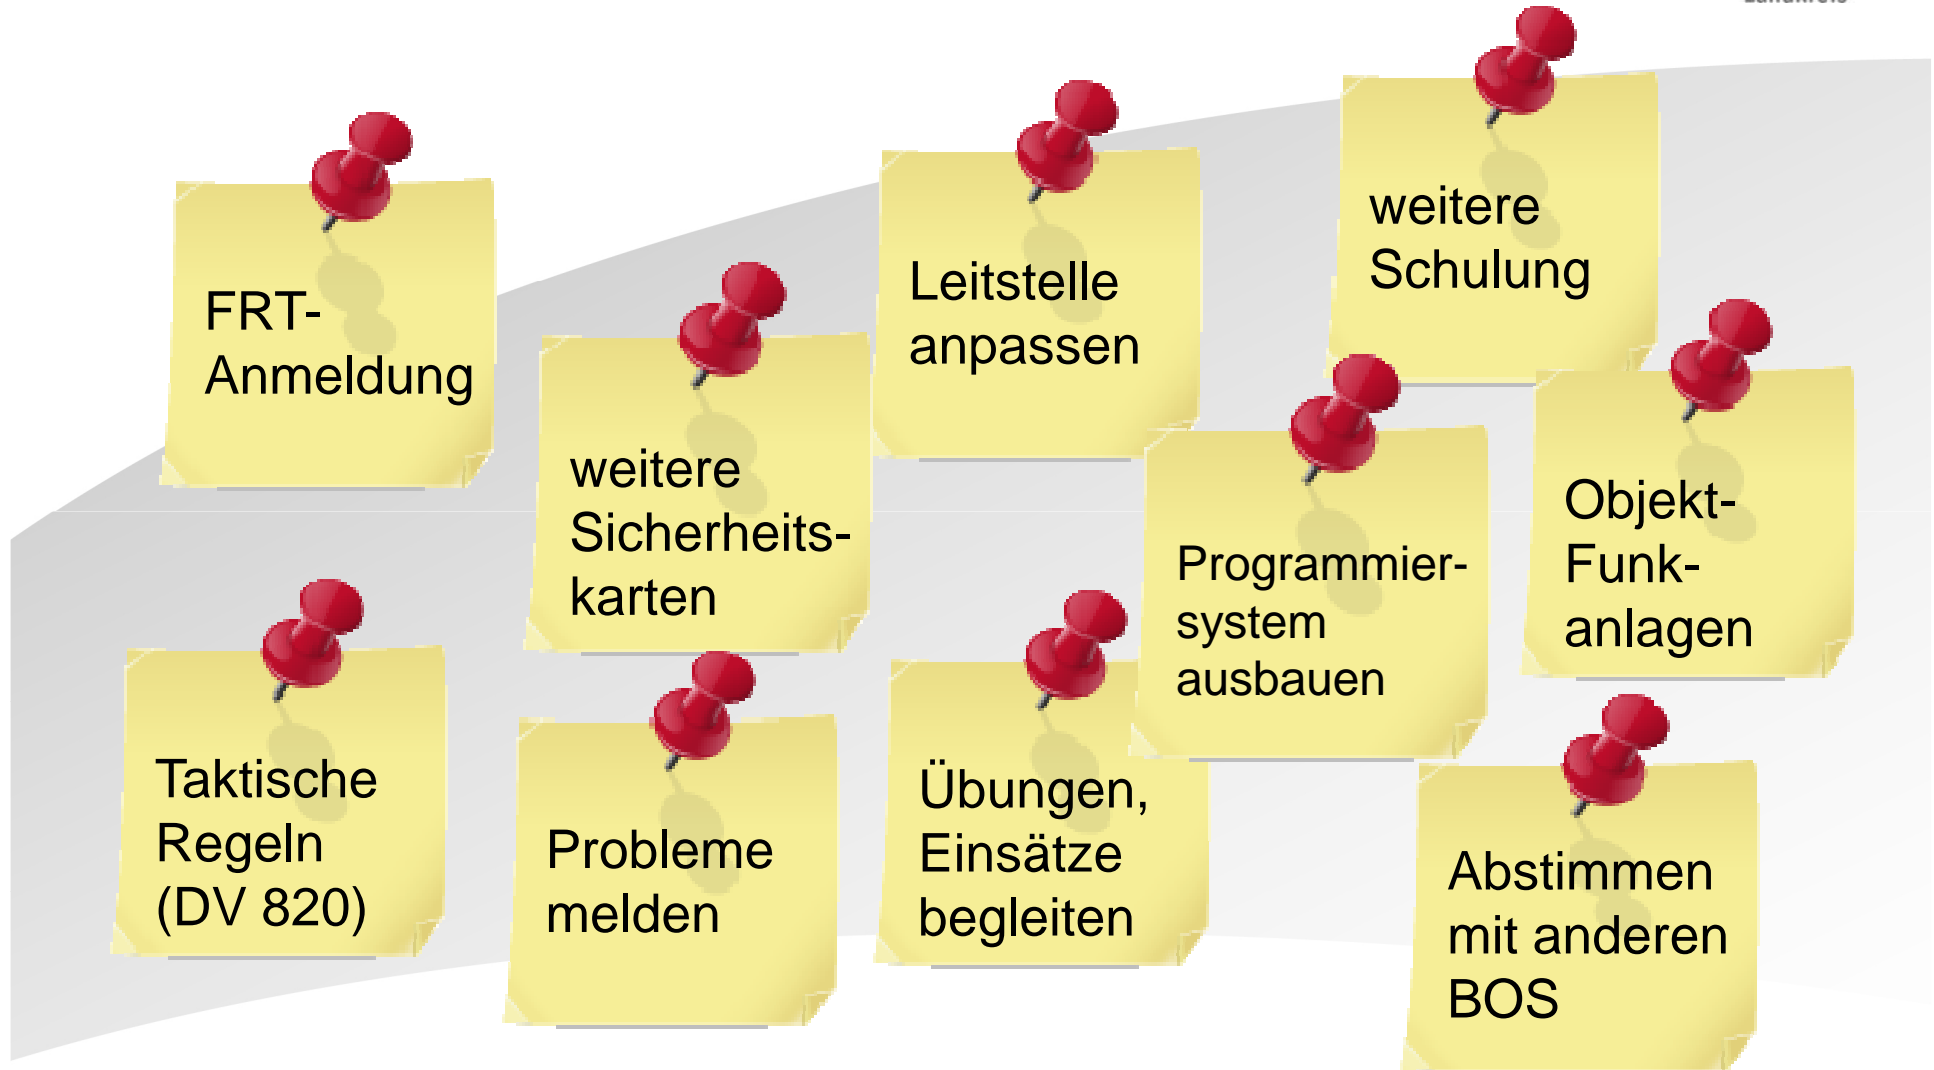 FRT-
Anmeldung
weitere
Sicherheits-
karten
Leitstelle
anpassen
weitere
Schulung
Programmier-
system
ausbauen
Objekt-
Funk-
anlagen
Taktische
Regeln
(DV 820)
Probleme
melden
Übungen,
Einsätze
begleiten
Abstimmen
mit anderen
BOS